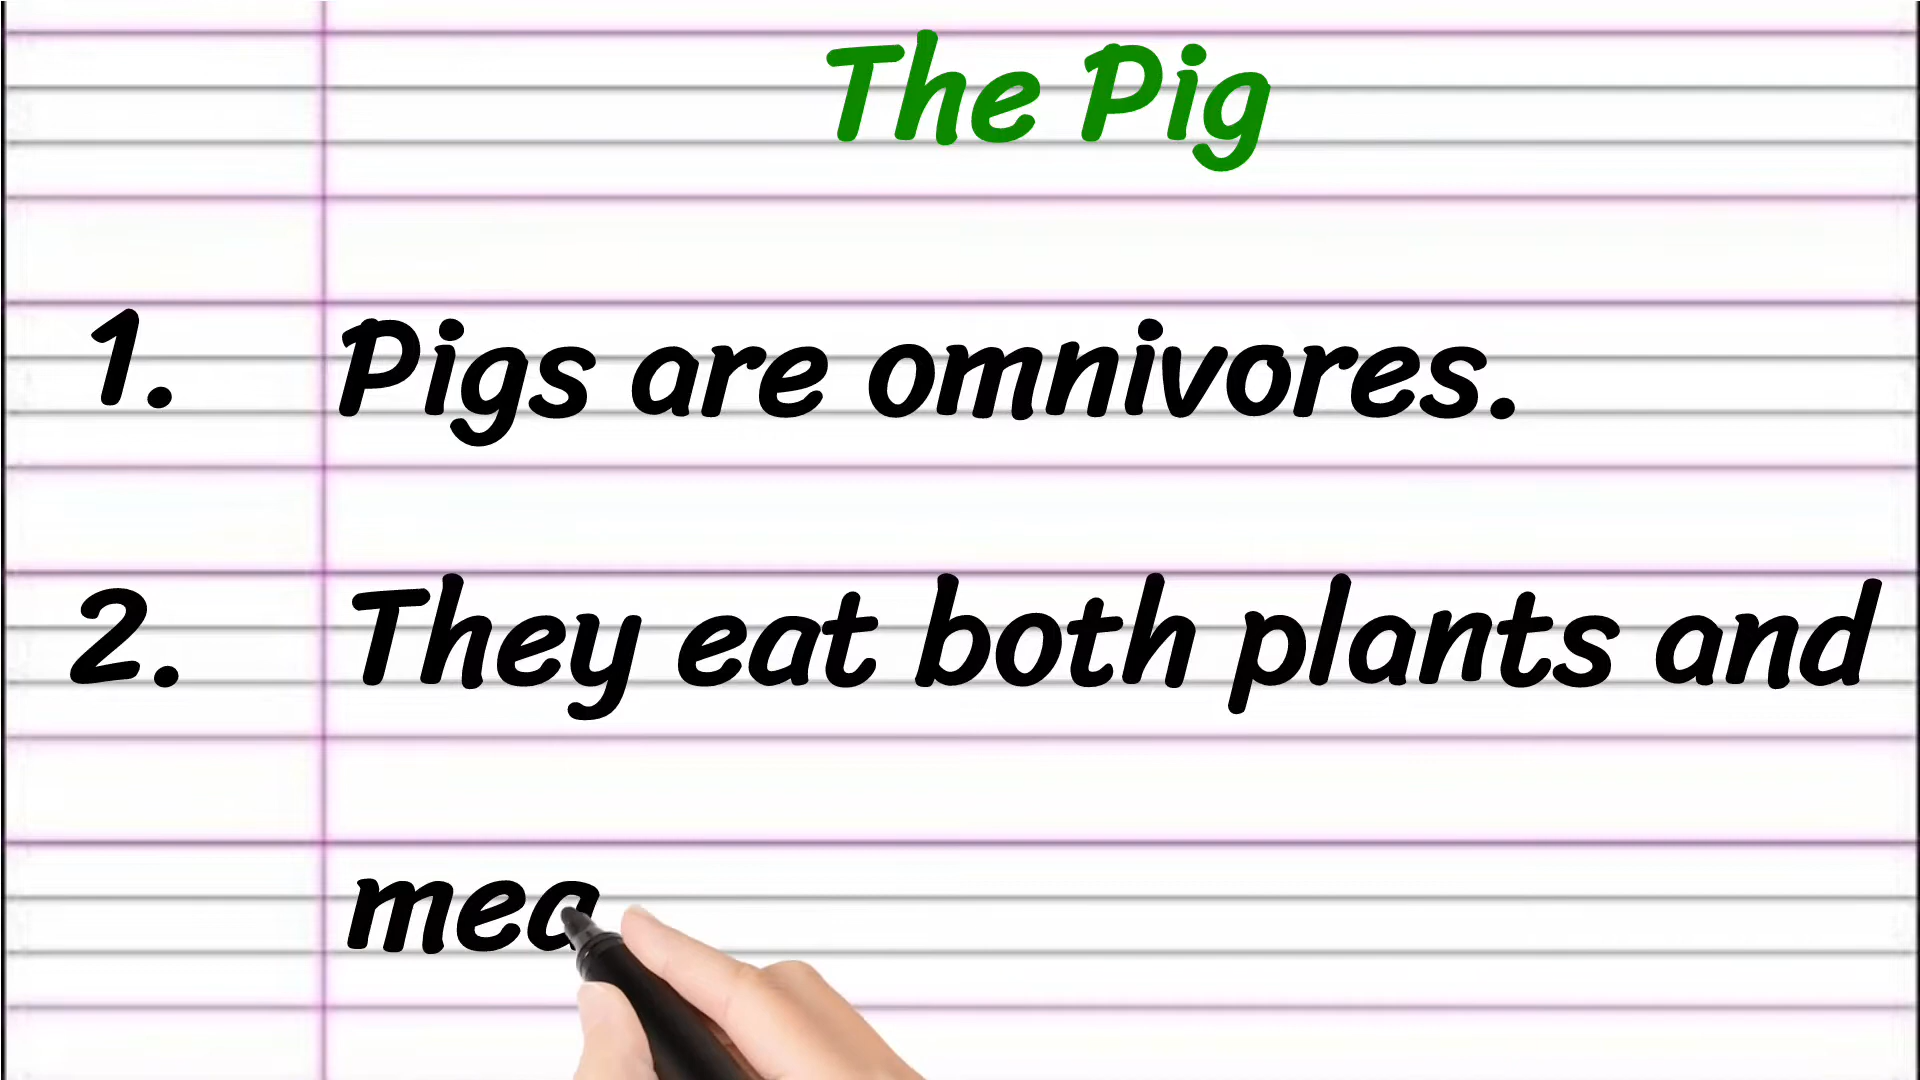 The Pig
1. Pigs are omnivores.
2. They eat both plants and
mea